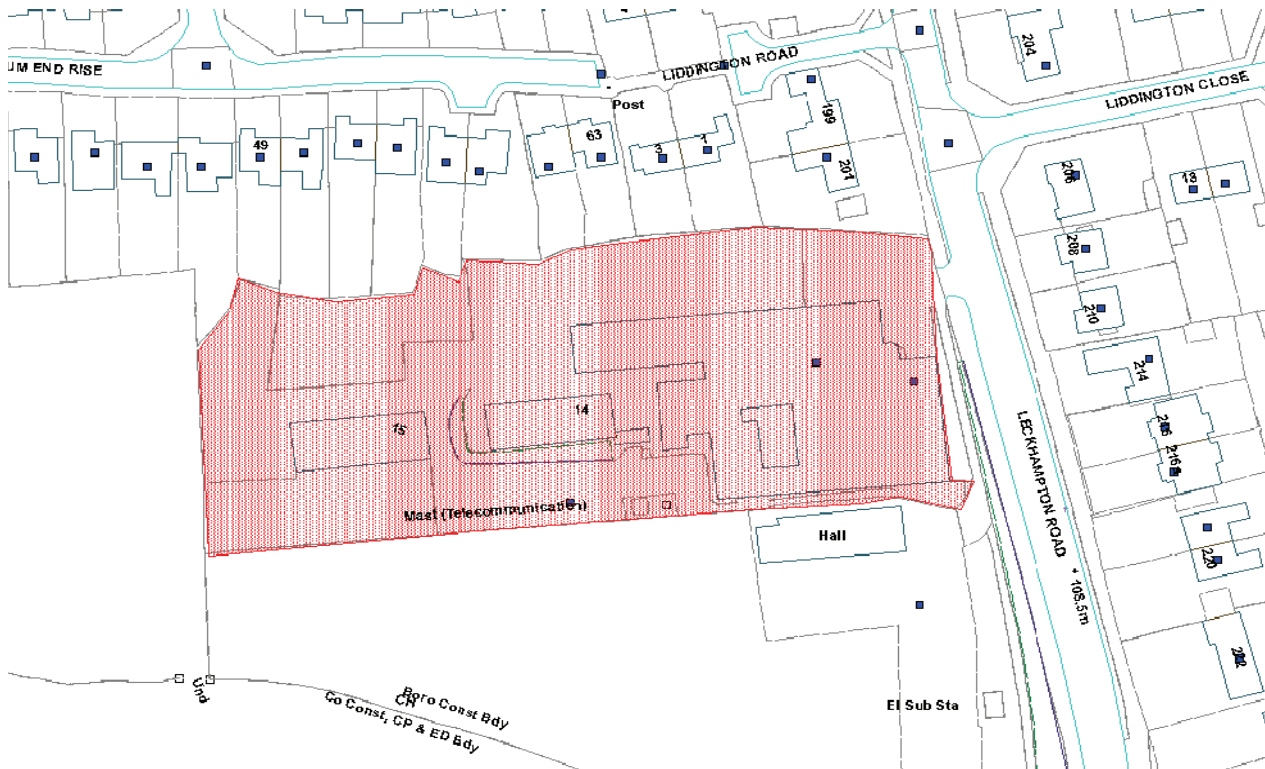 204
UM END RISE
LIDDINGTON ROAD
LIDDINGTON CLOSE
Post
199
49
63
3
1
201
206
18
208
210
214
14
15
LECKHAMPTON ROAD
+ 108.5m
216
216a
Mast (Telecommunication)
Hall
220
222
Und
Boro Const Bdy
CH
Co Const, CP & ED Bdy
El Sub Sta